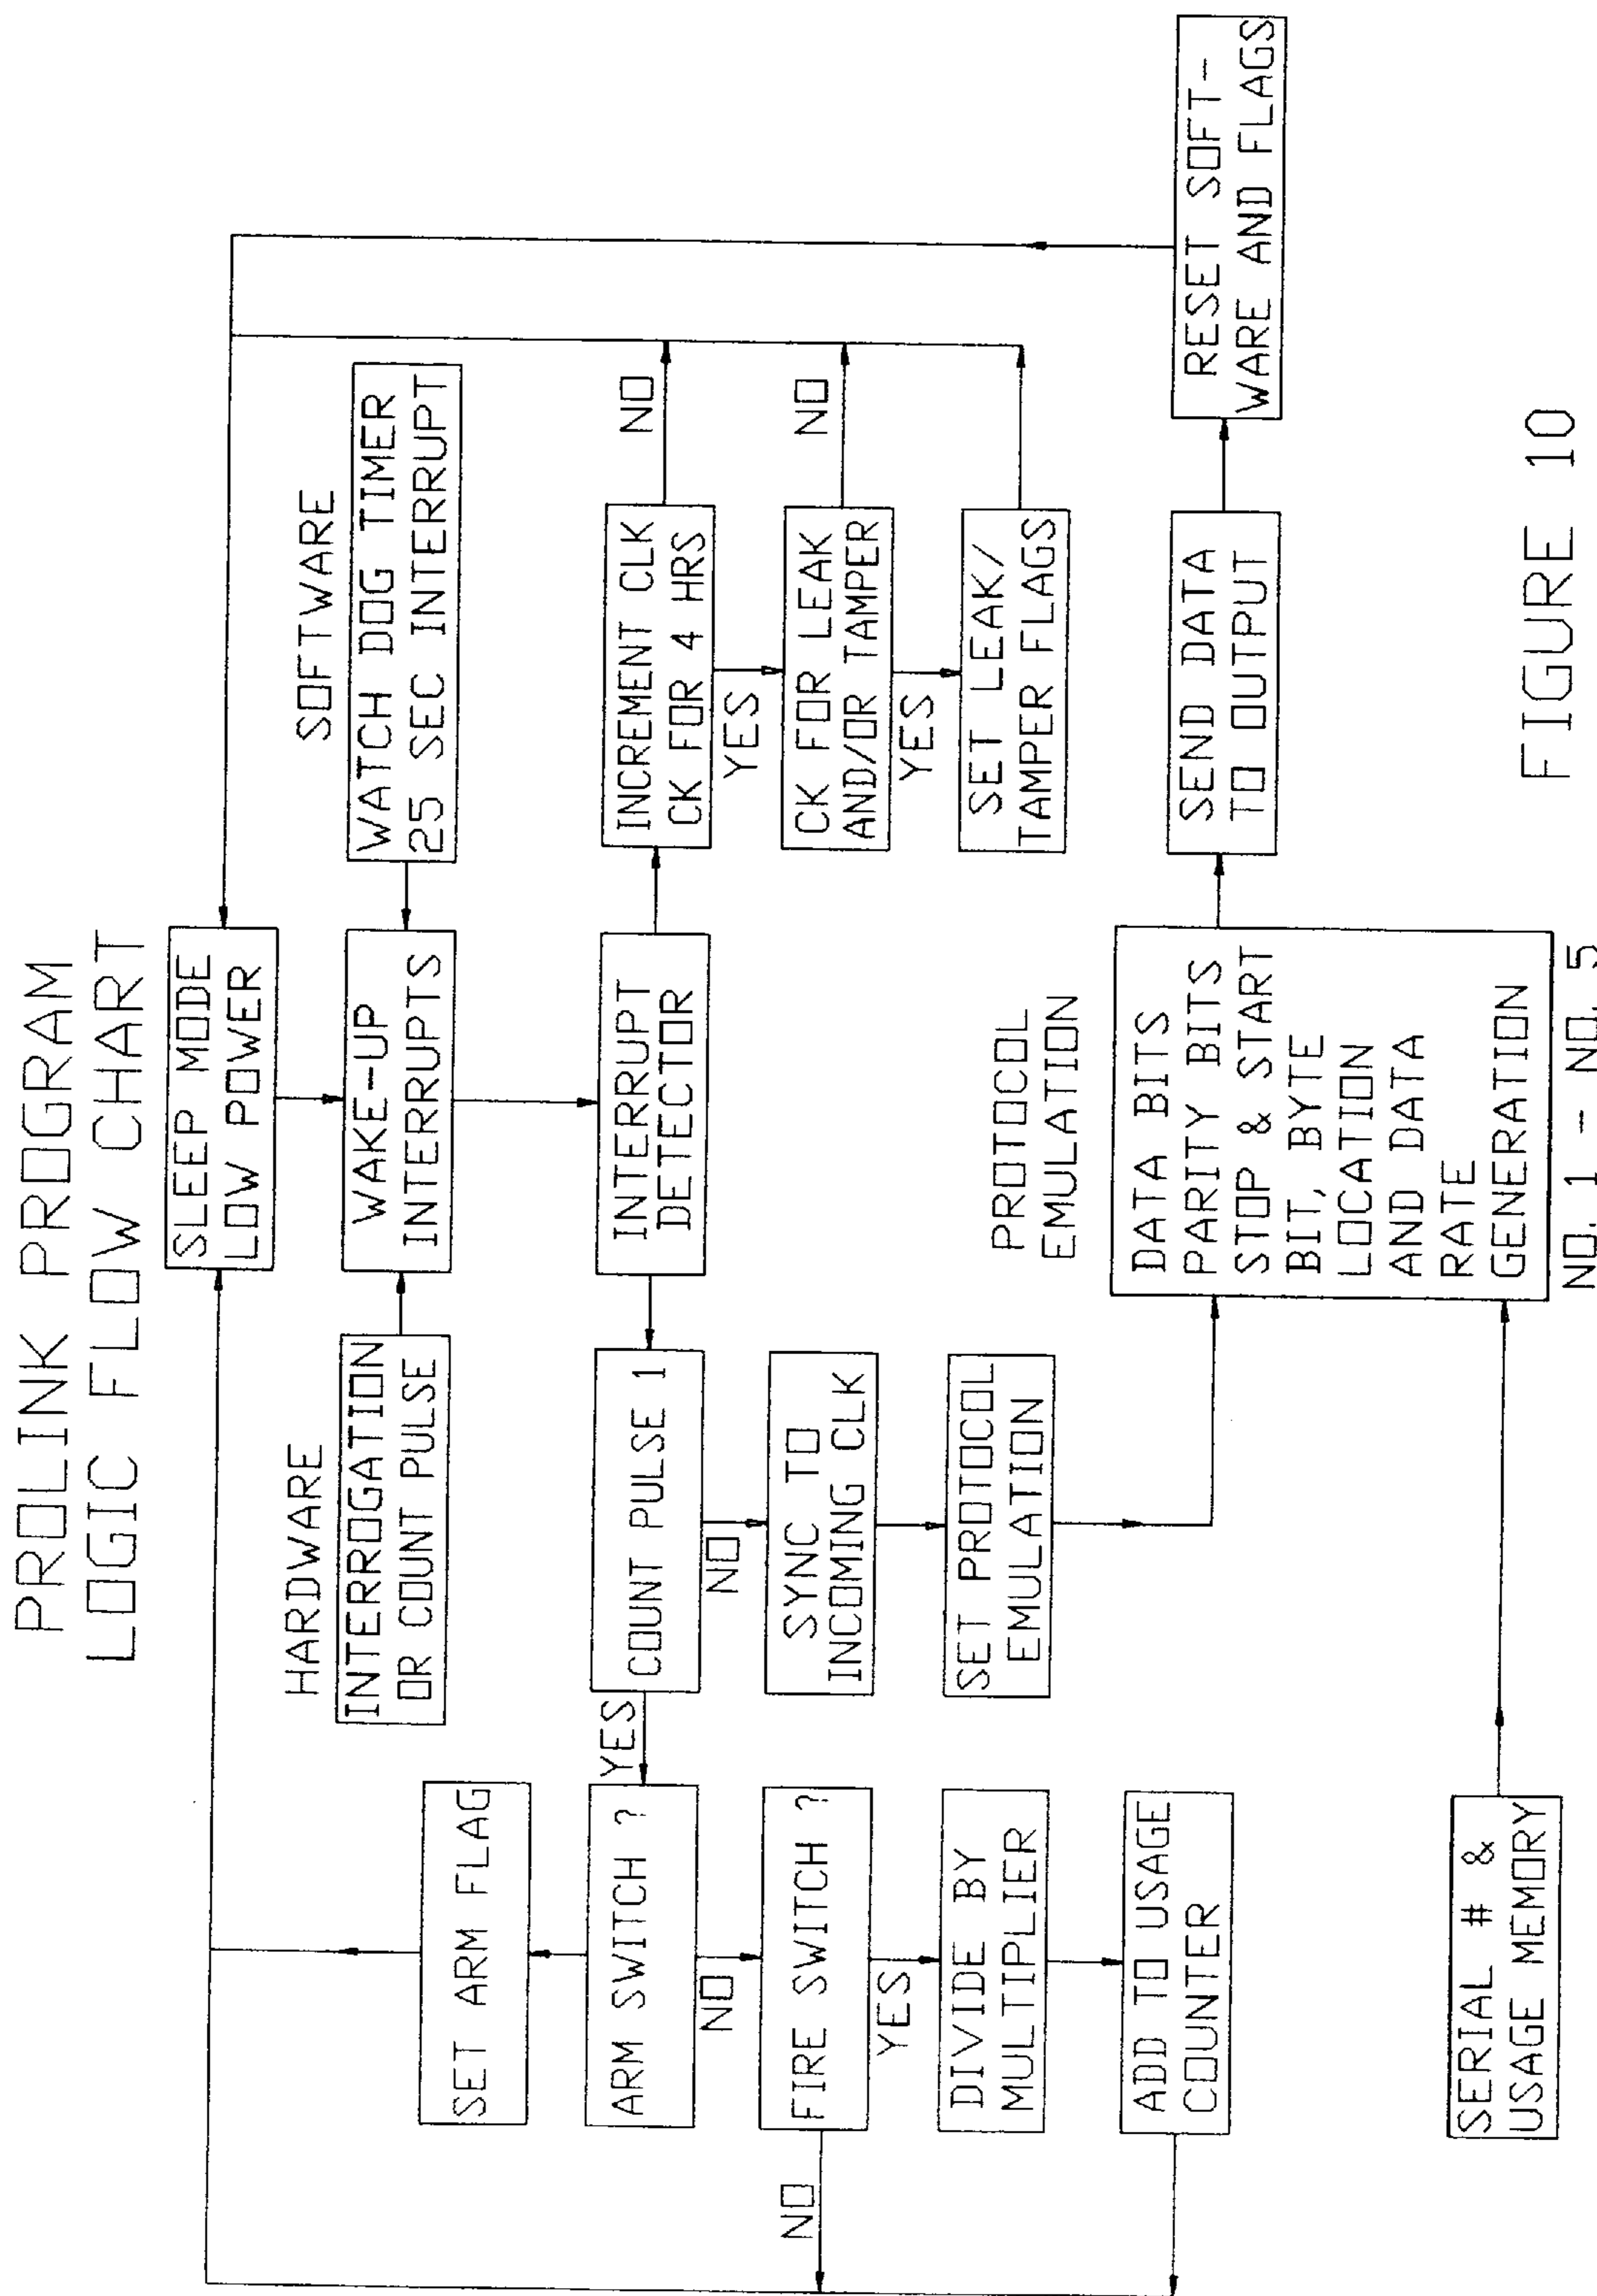 PROLINK PROGRAM
LOGIC FLOW CHART
SLEEP MODE
LOW POWER
HARDWARE
INTERROGATION
OR COUNT PULSE
WAKE-UP
INTERRUPTS
SOFTWARE
WATCH DOG TIMER
25 SEC INTERRUPT
SET ARM FLAG
ARM SWITCH ?
YES
COUNT PULSE 1
INTERRUPT
DETECTOR
INCREMENT CLK
CK FOR 4 HRS
NO
NO
NO
YES
FIRE SWITCH ?
NO
YES
SYNC TO
INCOMING CLK
CK FOR LEAK
AND/OR TAMPER
NO
YES
DIVIDE BY
MULTIPLIER
SET PROTOCOL
EMULATION
SET LEAK/
TAMPER FLAGS
PROTOCOL
EMULATION
ADD TO USAGE
COUNTER
DATA BITS
PARITY BITS
STOP & START
BIT, BYTE
LOCATION
AND DATA
RATE
GENERATION
NO. 1 - NO. 5
SEND DATA
TO OUTPUT
RESET SOFT-
WARE AND FLAGS
SERIAL # &
USAGE MEMORY
FIGURE 10